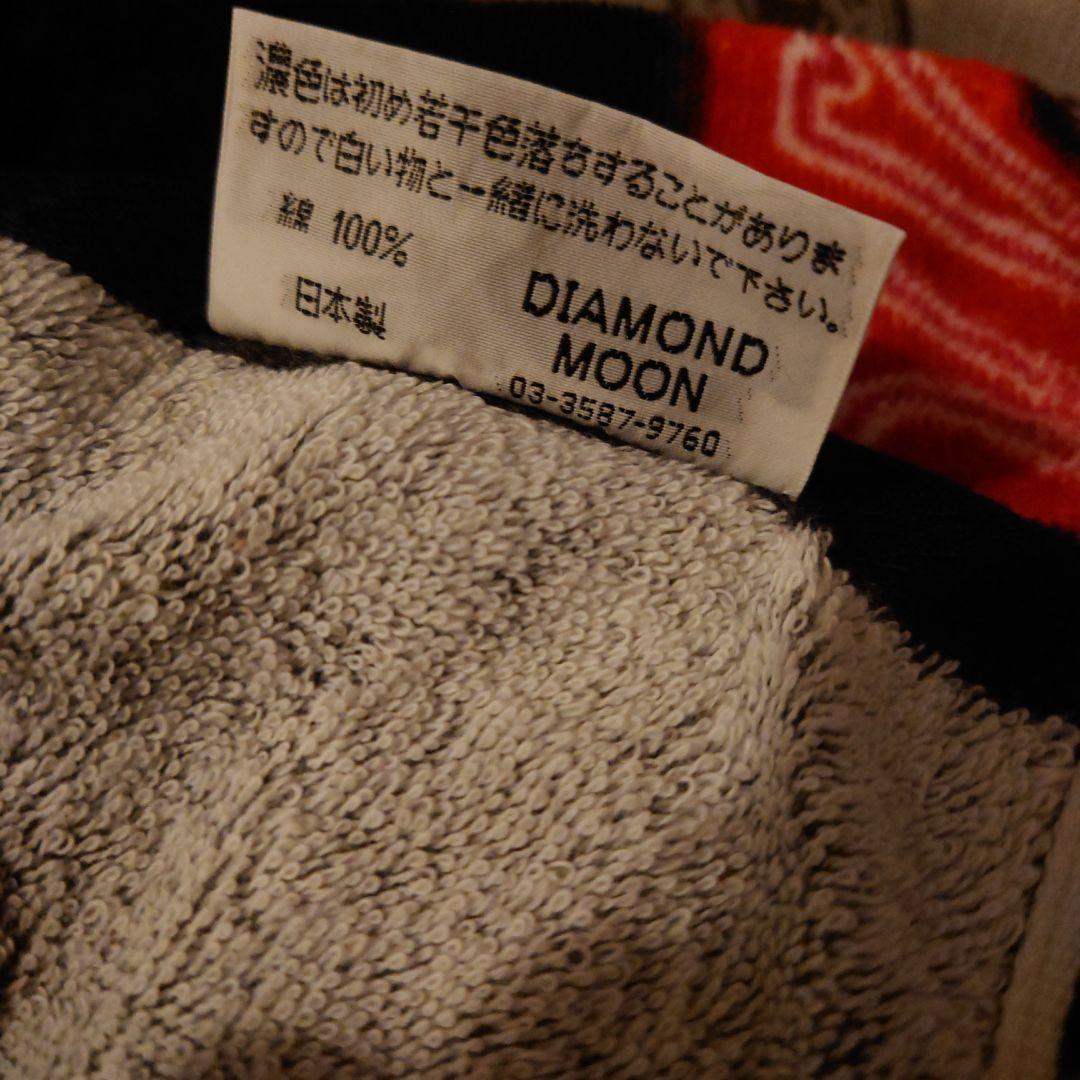 濃色は初め若干色落ちすることがありま
すので白い物と一緒に洗わないで下さい。
綿 100%
日本製
DIAMOND
MOON
03-3587-9760